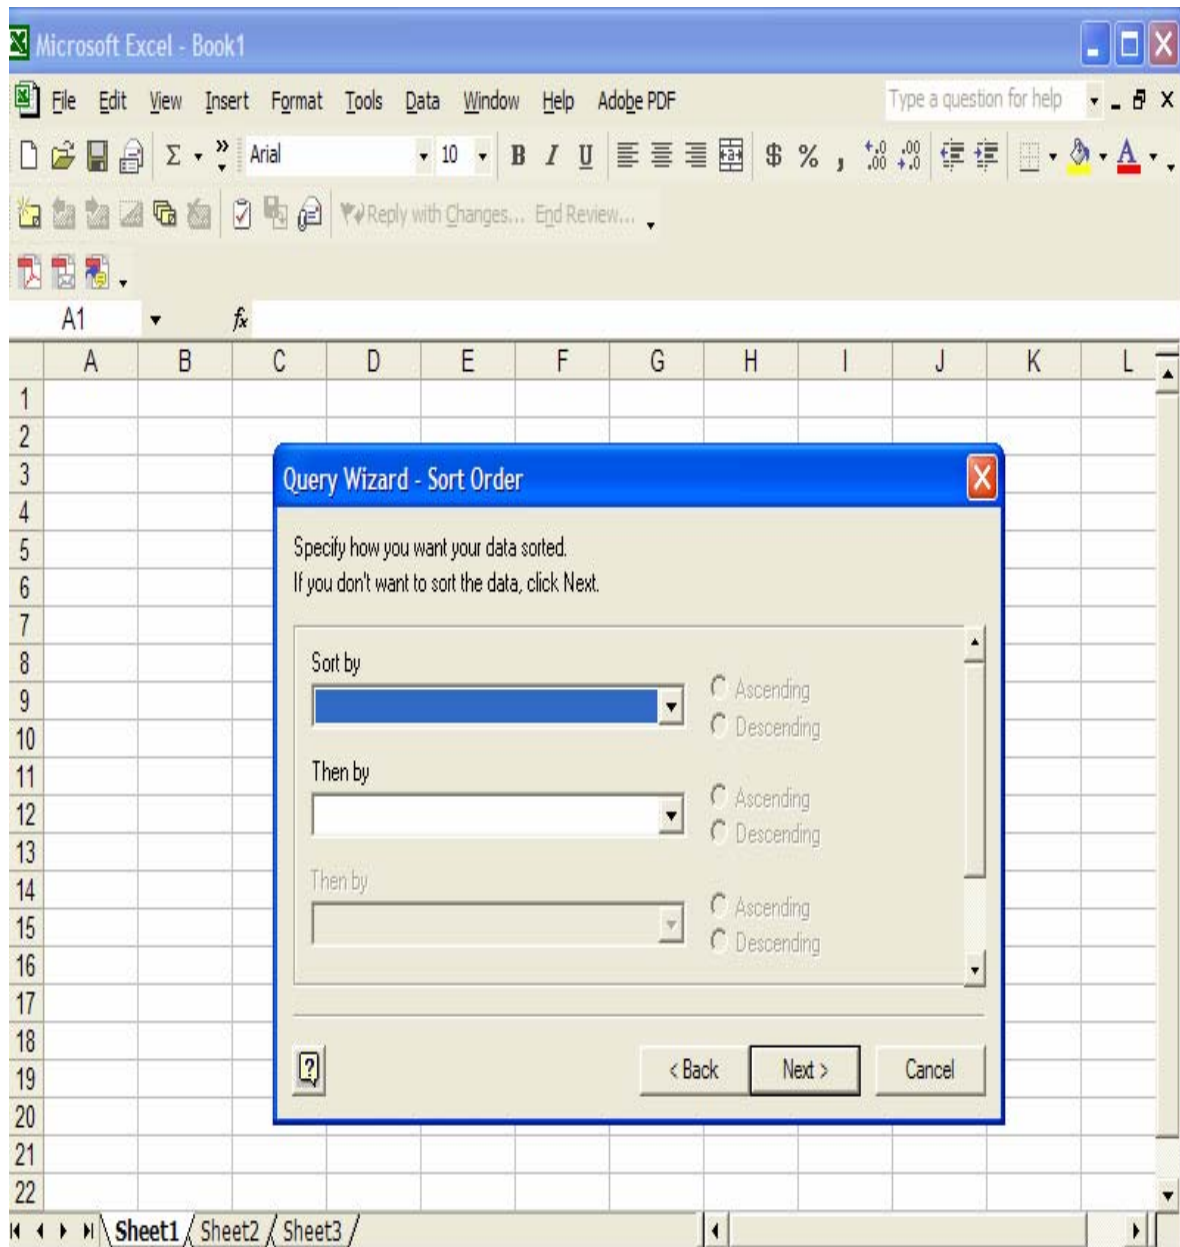 Microsoft Excel - Book1
File Edit View Insert Format Tools Data Window Help Adobe PDF Type a question for help
Σ » Arial 10 B I U $ % , .00 .00 A
Reply with Changes... End Review...
A1 fx
A B C D E F G H I J K L
1
2
Query Wizard - Sort Order
3
4
Specify how you want your data sorted.
5
If you don't want to sort the data, click Next.
6
7
Sort by
8
Ascending
9
Descending
10
Then by
11
Ascending
12
Descending
13
Then by
14
Ascending
15
Descending
16
17
18
? < Back Next > Cancel
19
20
21
22
Sheet1 Sheet2 Sheet3